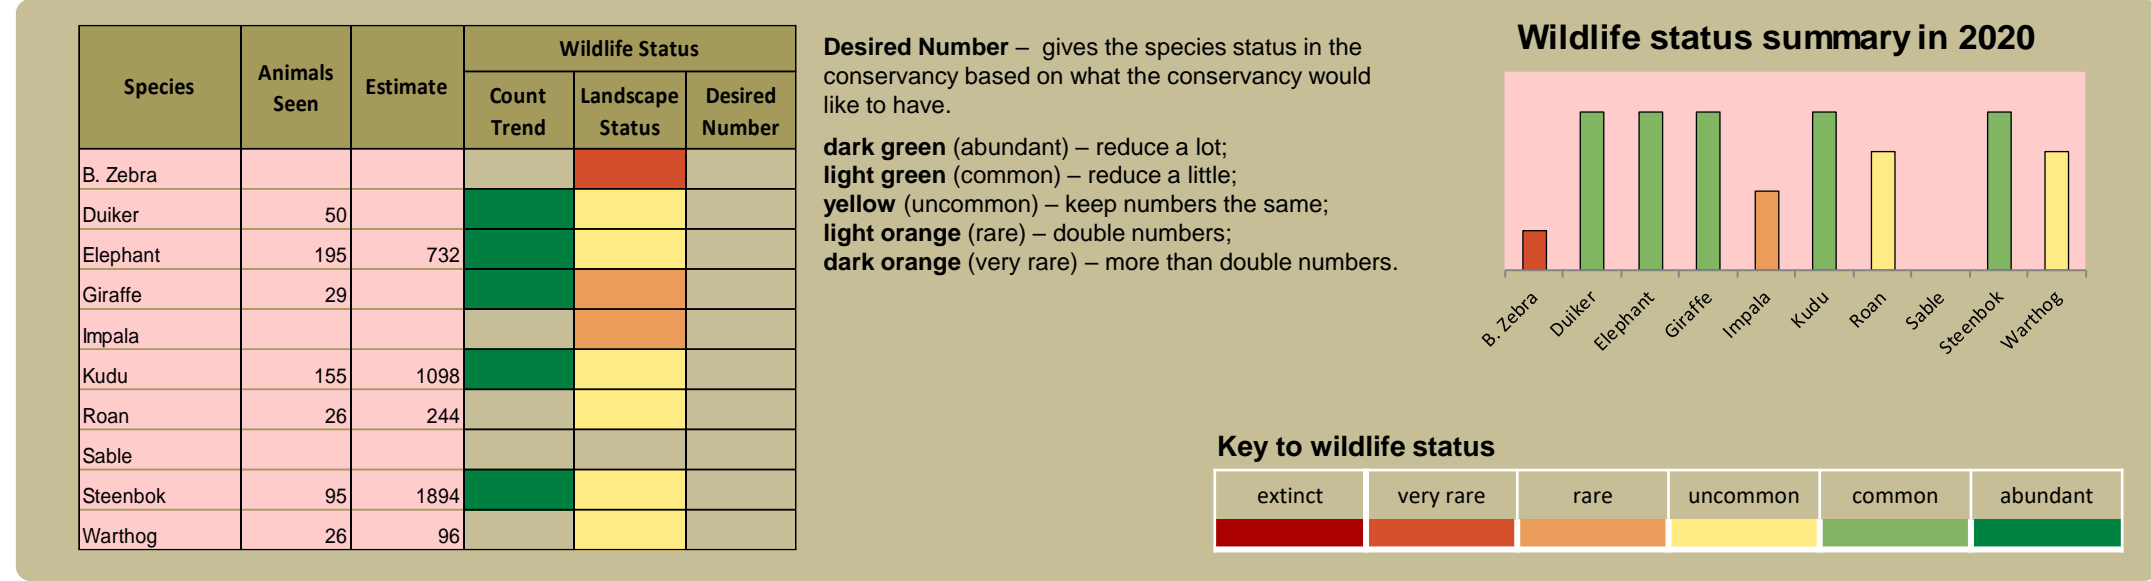 Species
Animals Seen
Estimate
Wildlife Status
Count Trend
Landscape Status
Desired Number
B. Zebra
Duiker 50
Elephant 195 732
Giraffe 29
Impala
Kudu 155 1098
Roan 26 244
Sable
Steenbok 95 1894
Warthog 26 96
Desired Number – gives the species status in the
conservancy based on what the conservancy would
like to have.
dark green (abundant) – reduce a lot;
light green (common) – reduce a little;
yellow (uncommon) – keep numbers the same;
light orange (rare) – double numbers;
dark orange (very rare) – more than double numbers.
Wildlife status summary in 2020
B. Zebra
Duiker
Elephant
Giraffe
Impala
Kudu
Roan
Sable
Steenbok
Warthog
Key to wildlife status
extinct very rare rare uncommon common abundant